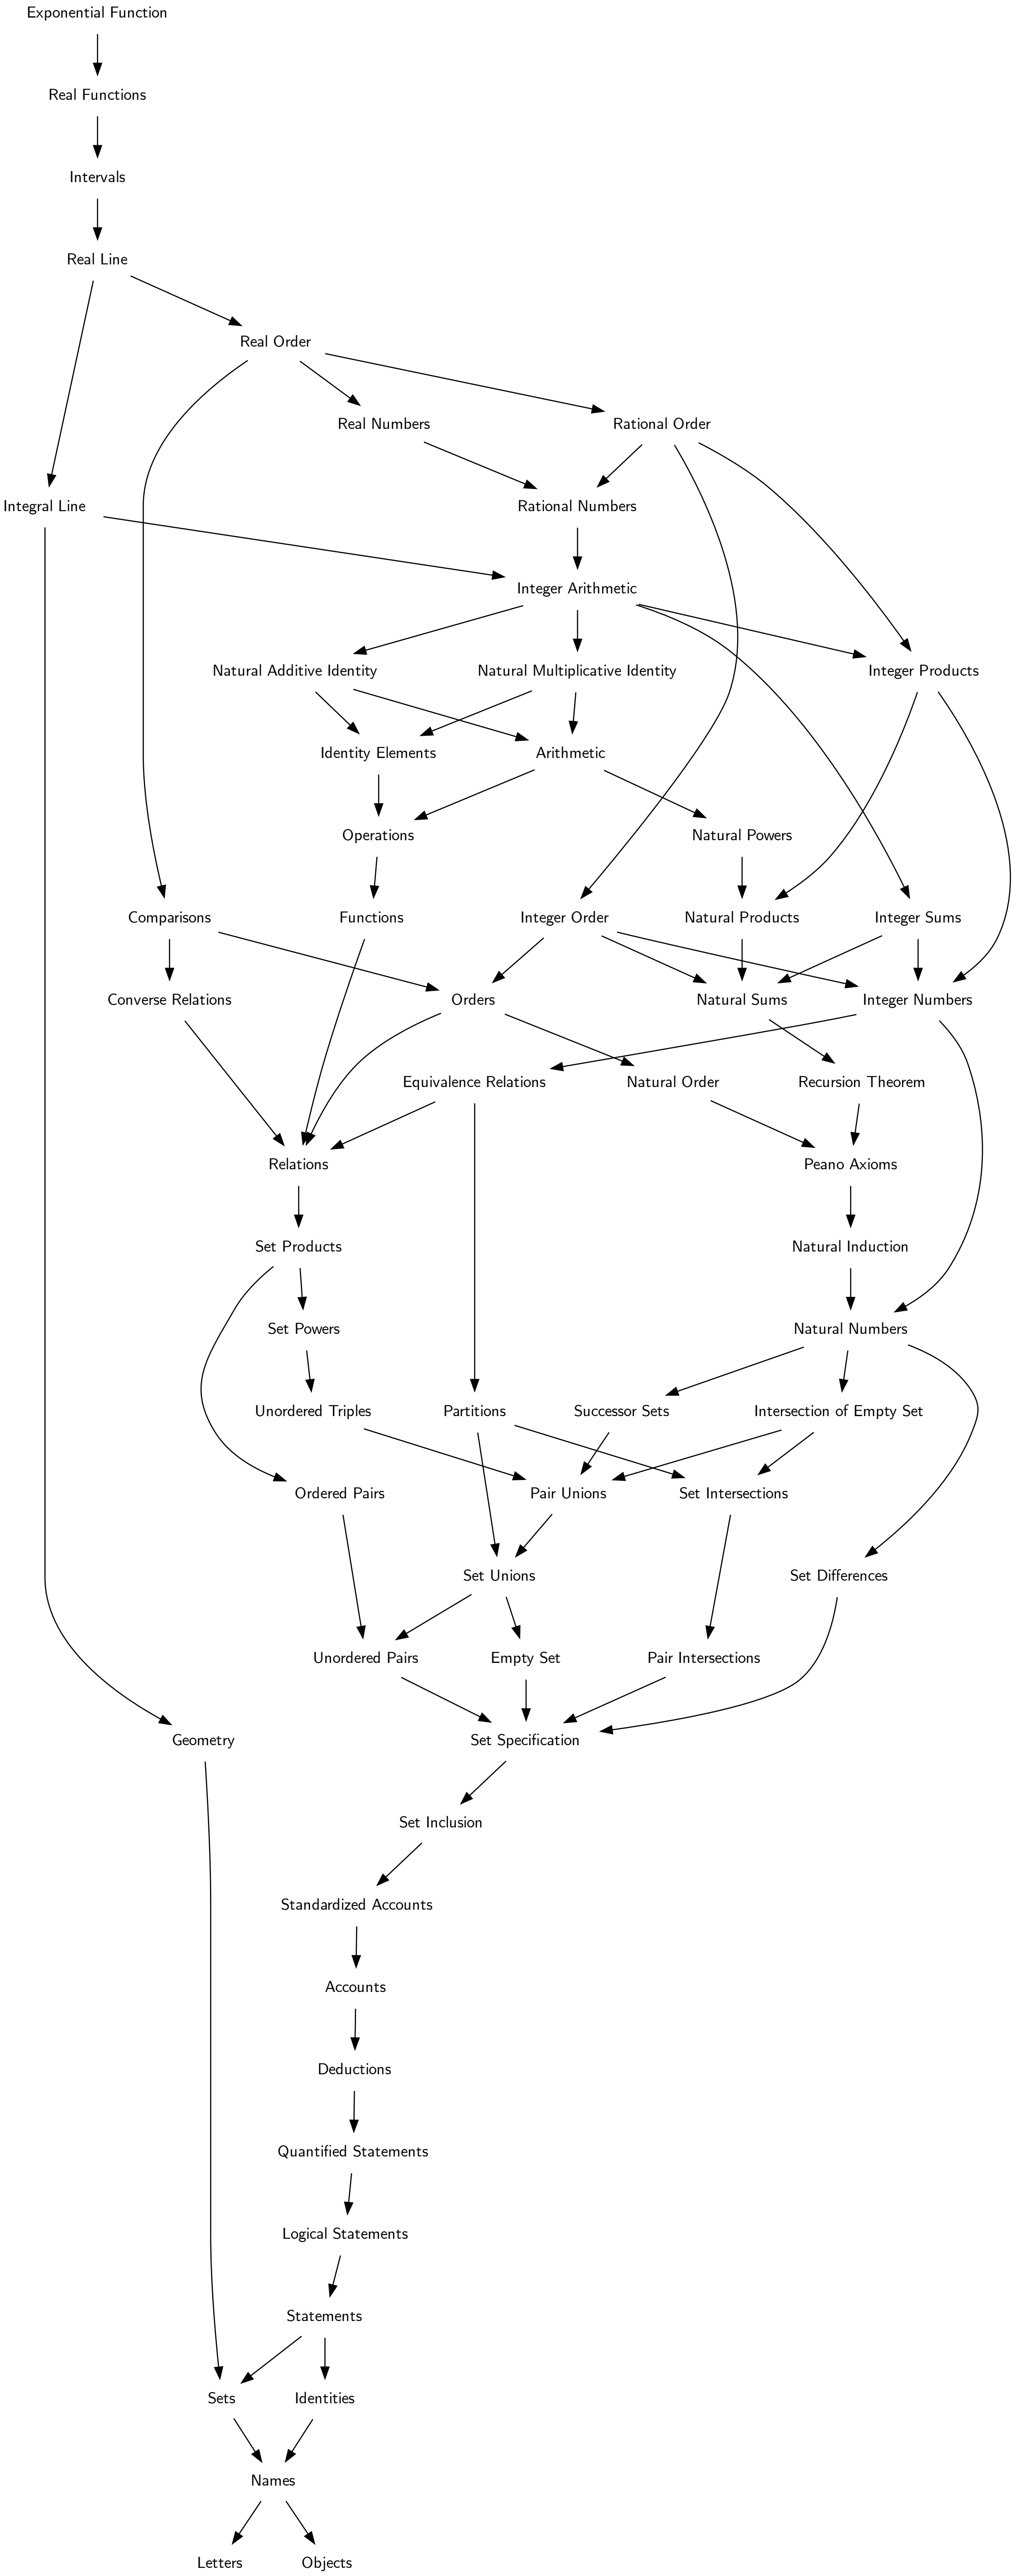 Exponential Function
Real Functions
Intervals
Real Line
Real Order
Real Numbers
Rational Order
Integral Line
Rational Numbers
Integer Arithmetic
Natural Additive Identity
Natural Multiplicative Identity
Integer Products
Identity Elements
Arithmetic
Operations
Natural Powers
Comparisons
Functions
Integer Order
Natural Products
Integer Sums
Converse Relations
Orders
Natural Sums
Integer Numbers
Equivalence Relations
Natural Order
Recursion Theorem
Relations
Peano Axioms
Set Products
Natural Induction
Set Powers
Natural Numbers
Unordered Triples
Partitions
Successor Sets
Intersection of Empty Set
Ordered Pairs
Pair Unions
Set Intersections
Set Unions
Set Differences
Unordered Pairs
Empty Set
Pair Intersections
Geometry
Set Specification
Set Inclusion
Standardized Accounts
Accounts
Deductions
Quantified Statements
Logical Statements
Statements
Sets
Identities
Names
Letters
Objects